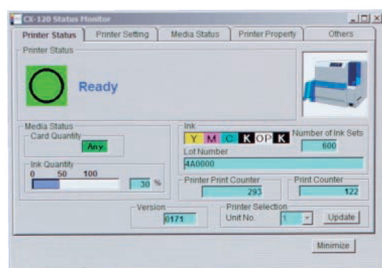 CX-120 Status Monitor
Printer Status
Printer Setting
Media Status
Printer Property
Others
Printer Status
Ready
Media Status
Card Quantity
Any
Ink Quantity
0 50 100
30 %
Ink
Y M C K OP K
Number of Ink Sets
600
Lot Number
4A0000
Printer Print Counter
293
Print Counter
122
Version
0171
Printer Selection
Unit No. 1 Update
Minimize